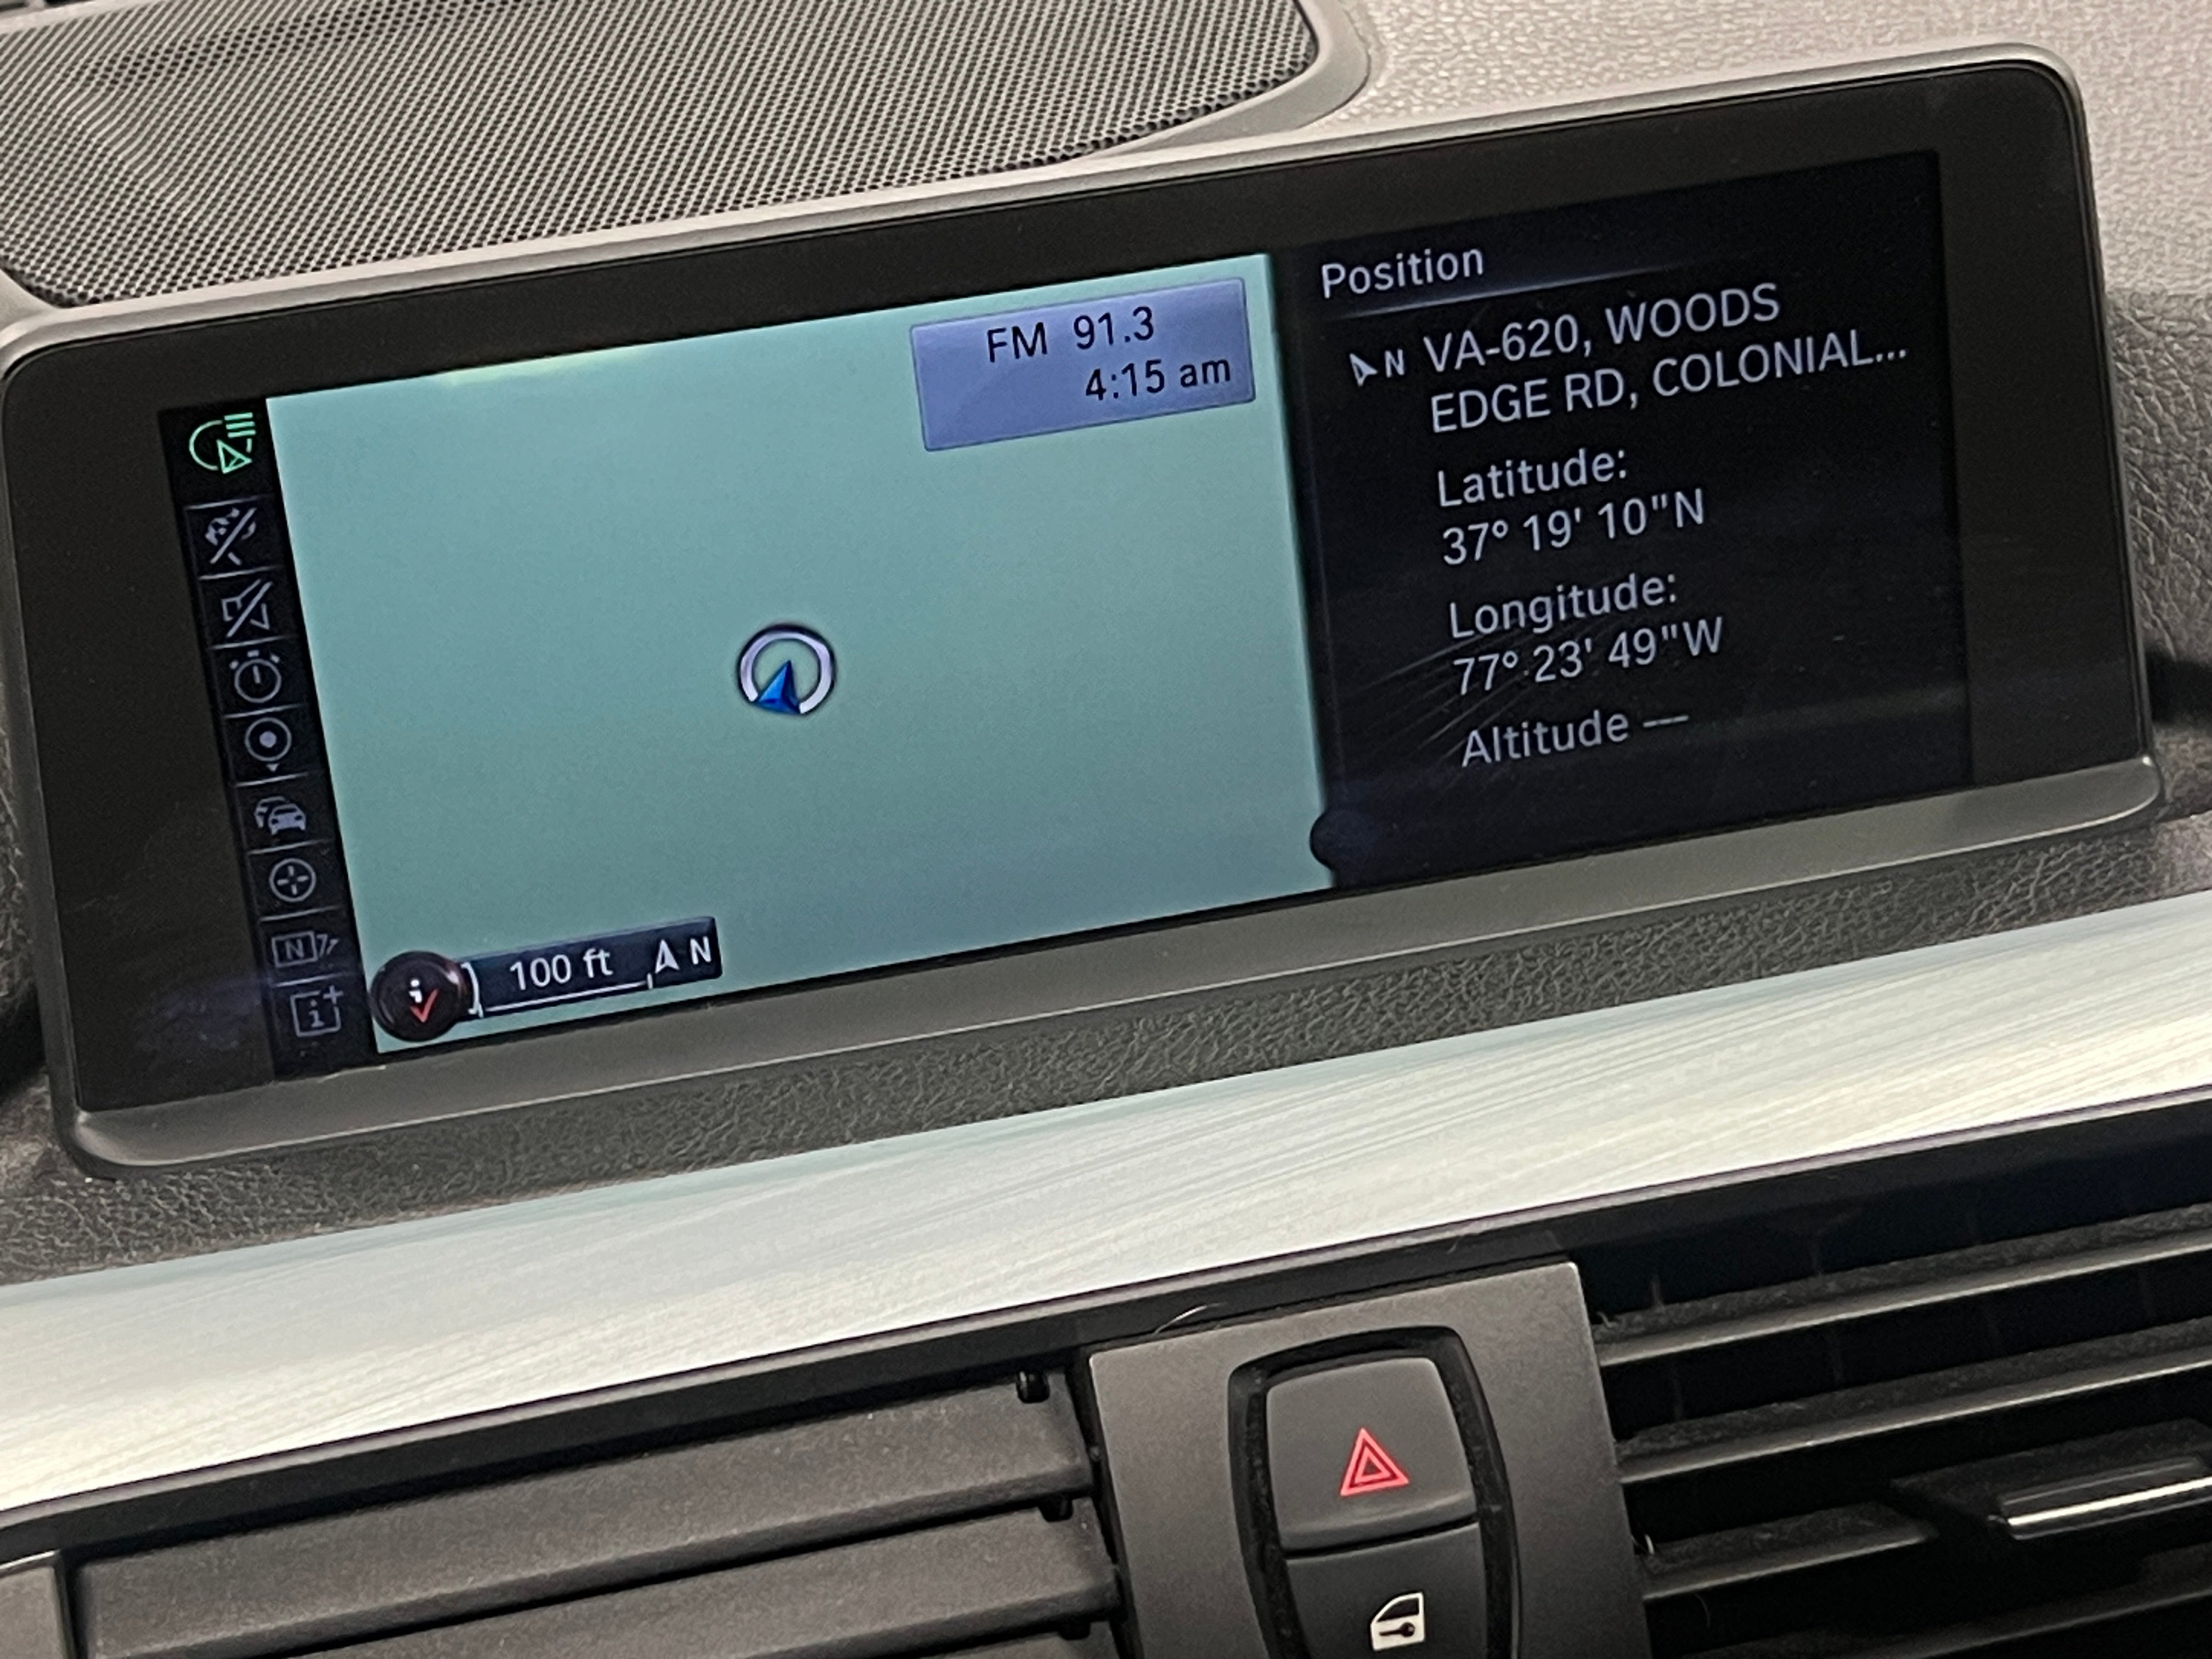 FM 91.3
4:15 am
100 ft N
Position
N VA-620, WOODS
EDGE RD, COLONIAL...
Latitude:
37° 19' 10"N
Longitude:
77° 23' 49"W
Altitude ---
N
i
i+